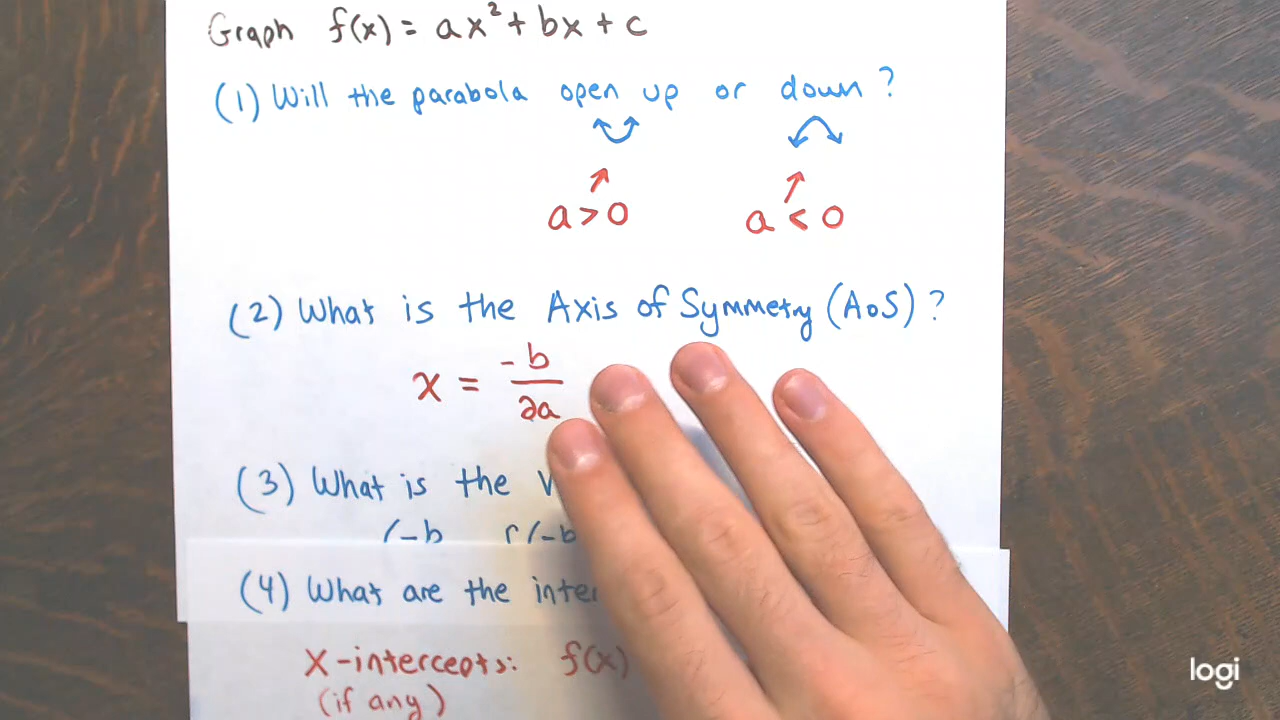 Graph f(x) = ax² + bx + c
(1) Will the parabola open up or down?
a > 0 a < 0
(2) What is the Axis of Symmetry (AoS)?
x = -b/2a
(3) What is the
(-b f(-b
(4) What are the
x-intercepts: f(x)
(if any)
logi